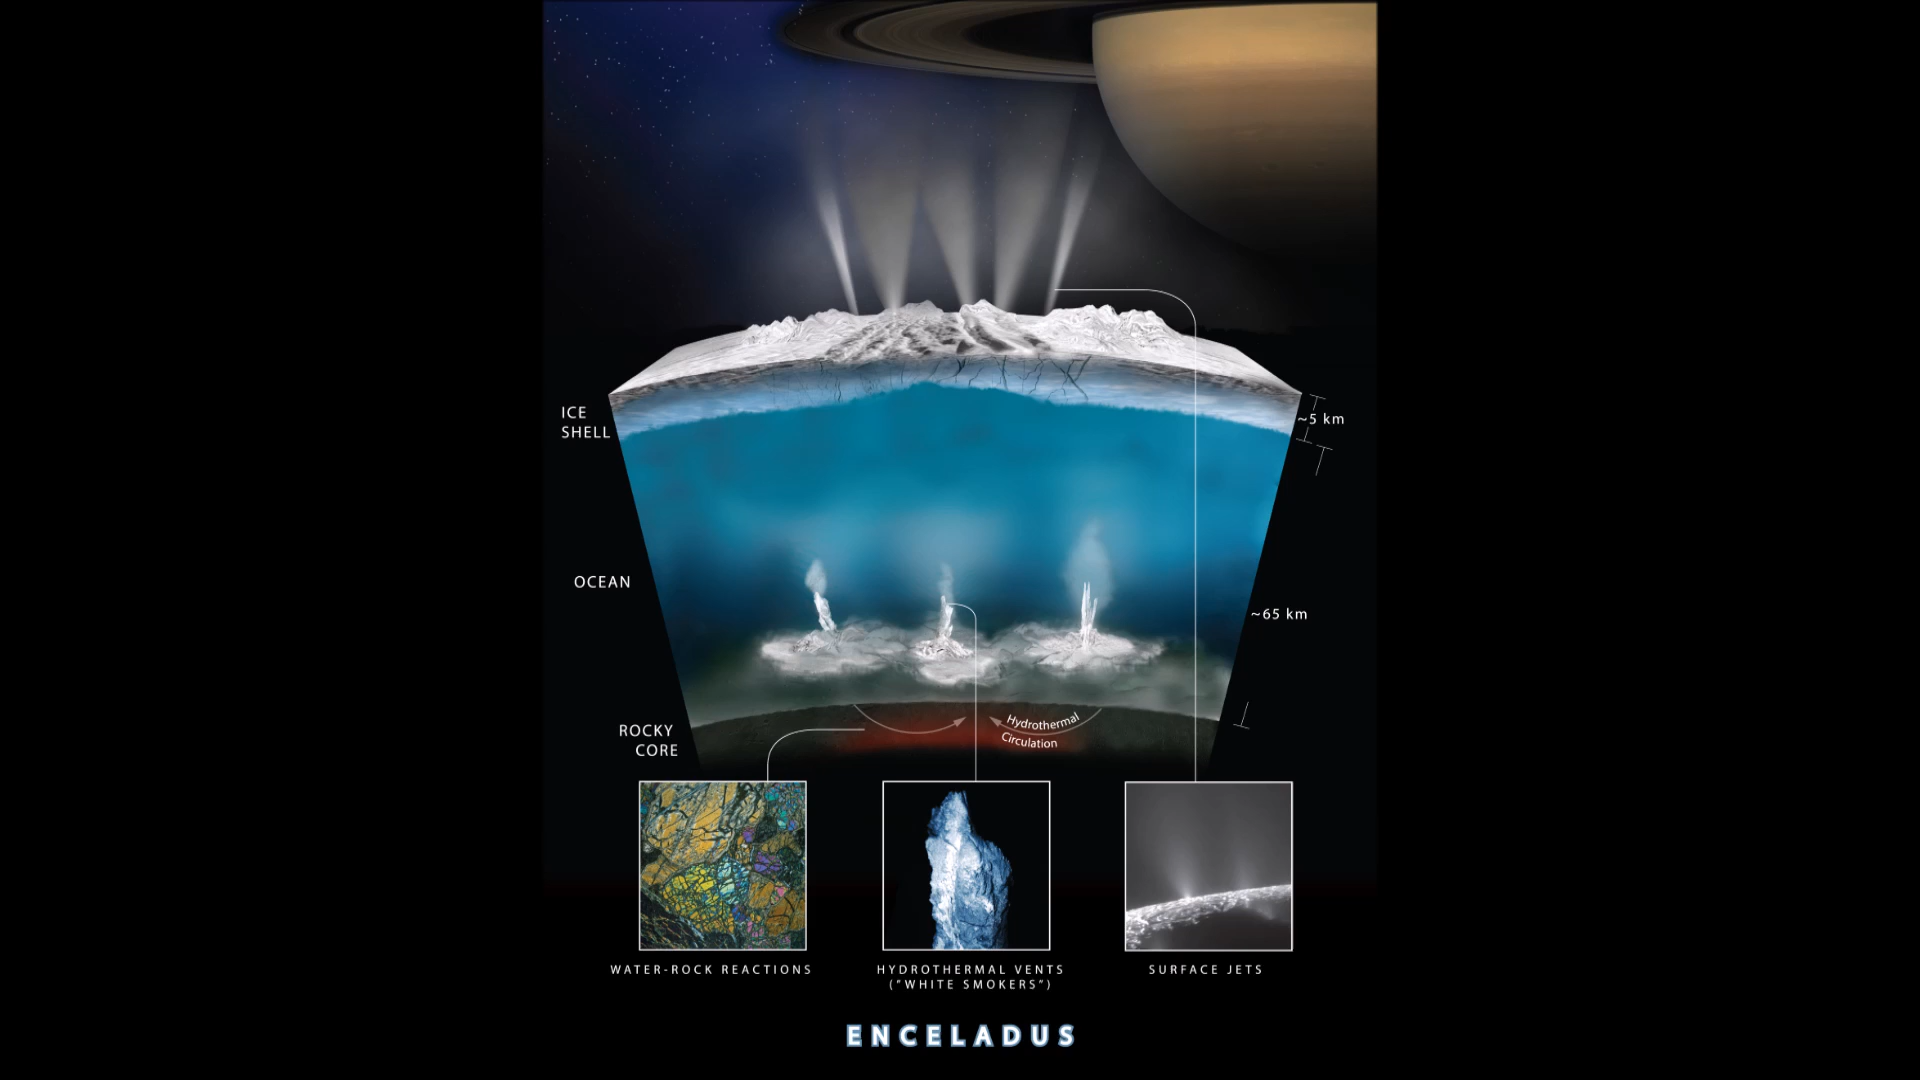 ICE
SHELL
~5 km
OCEAN
~65 km
ROCKY
CORE
Hydrothermal
Circulation
WATER-ROCK REACTIONS
HYDROTHERMAL VENTS
("WHITE SMOKERS")
SURFACE JETS
ENCELADUS